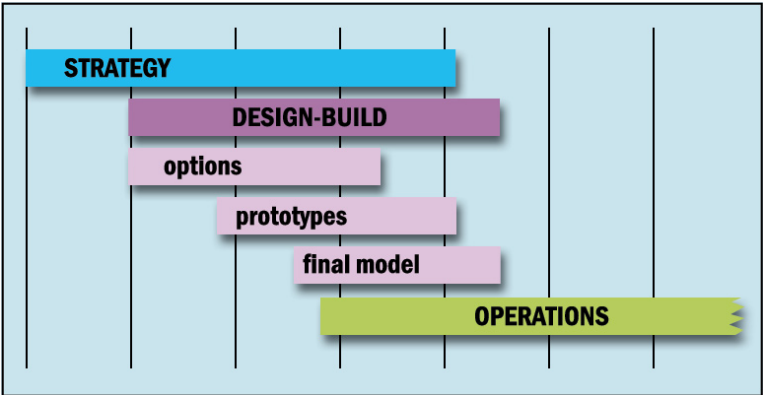 STRATEGY
DESIGN-BUILD
options
prototypes
final model
OPERATIONS